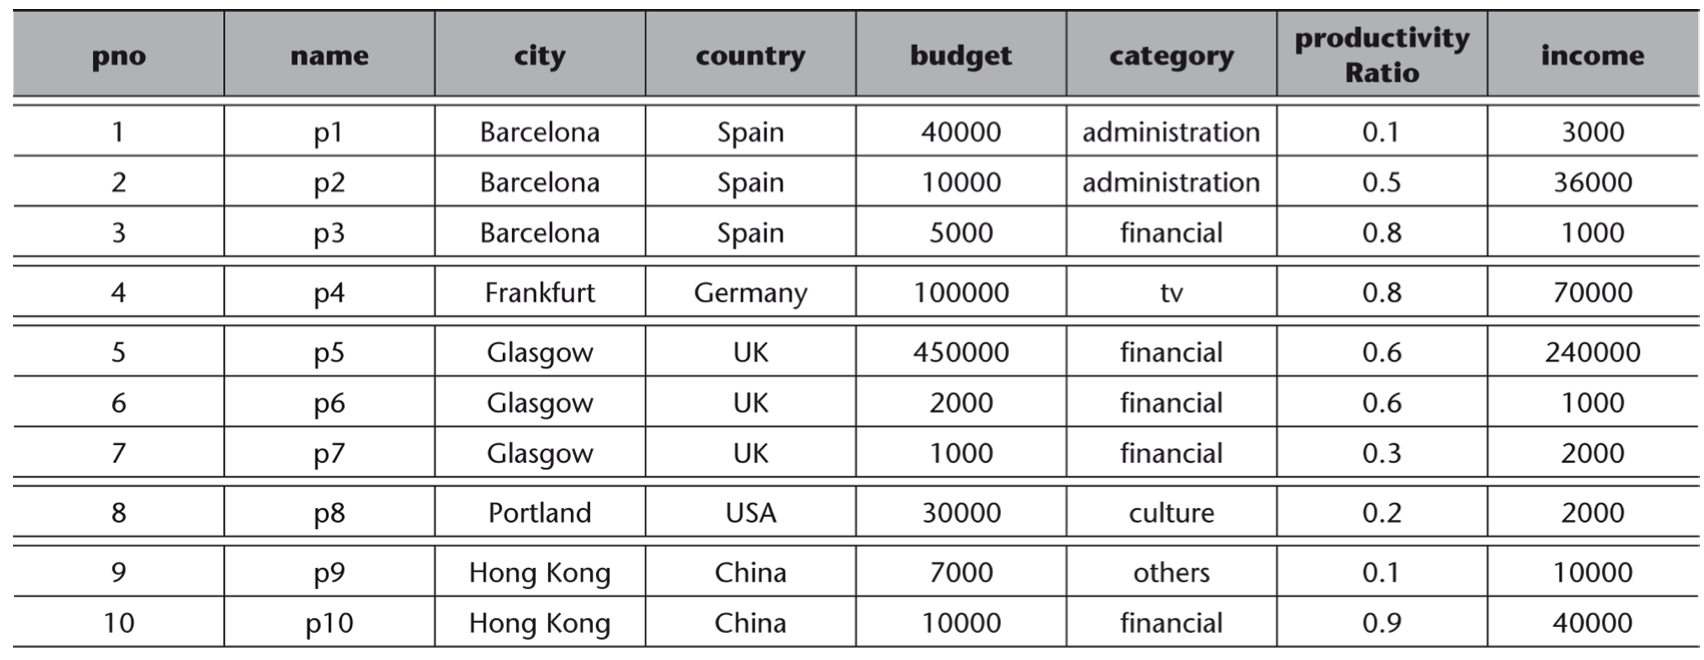 pno name city country budget category productivity Ratio income
1 p1 Barcelona Spain 40000 administration 0.1 3000
2 p2 Barcelona Spain 10000 administration 0.5 36000
3 p3 Barcelona Spain 5000 financial 0.8 1000
4 p4 Frankfurt Germany 100000 tv 0.8 70000
5 p5 Glasgow UK 450000 financial 0.6 240000
6 p6 Glasgow UK 2000 financial 0.6 1000
7 p7 Glasgow UK 1000 financial 0.3 2000
8 p8 Portland USA 30000 culture 0.2 2000
9 p9 Hong Kong China 7000 others 0.1 10000
10 p10 Hong Kong China 10000 financial 0.9 40000